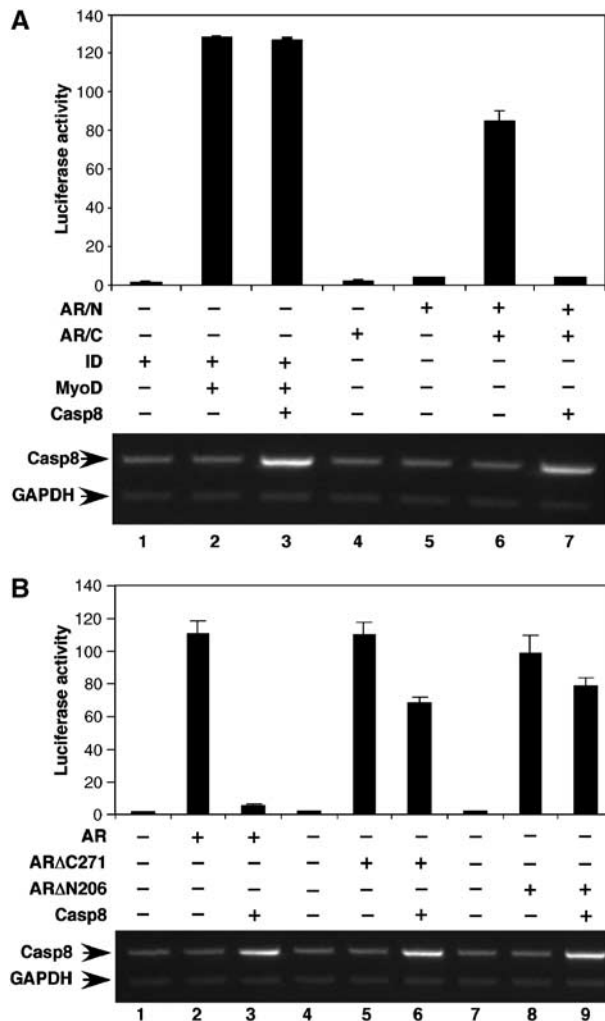 A
Luciferase activity
140
120
100
80
60
40
20
0
AR/N – – – – + + +
AR/C – – – + – + +
ID + + + – – – –
MyoD – + + – – – –
Casp8 – – + – – – +
Casp8
GAPDH
1 2 3 4 5 6 7
B
Luciferase activity
140
120
100
80
60
40
20
0
AR – + + – – – – – –
ARΔC271 – – – – + + – – –
ARΔN206 – – – – – – – + +
Casp8 – – + – – + – – +
Casp8
GAPDH
1 2 3 4 5 6 7 8 9